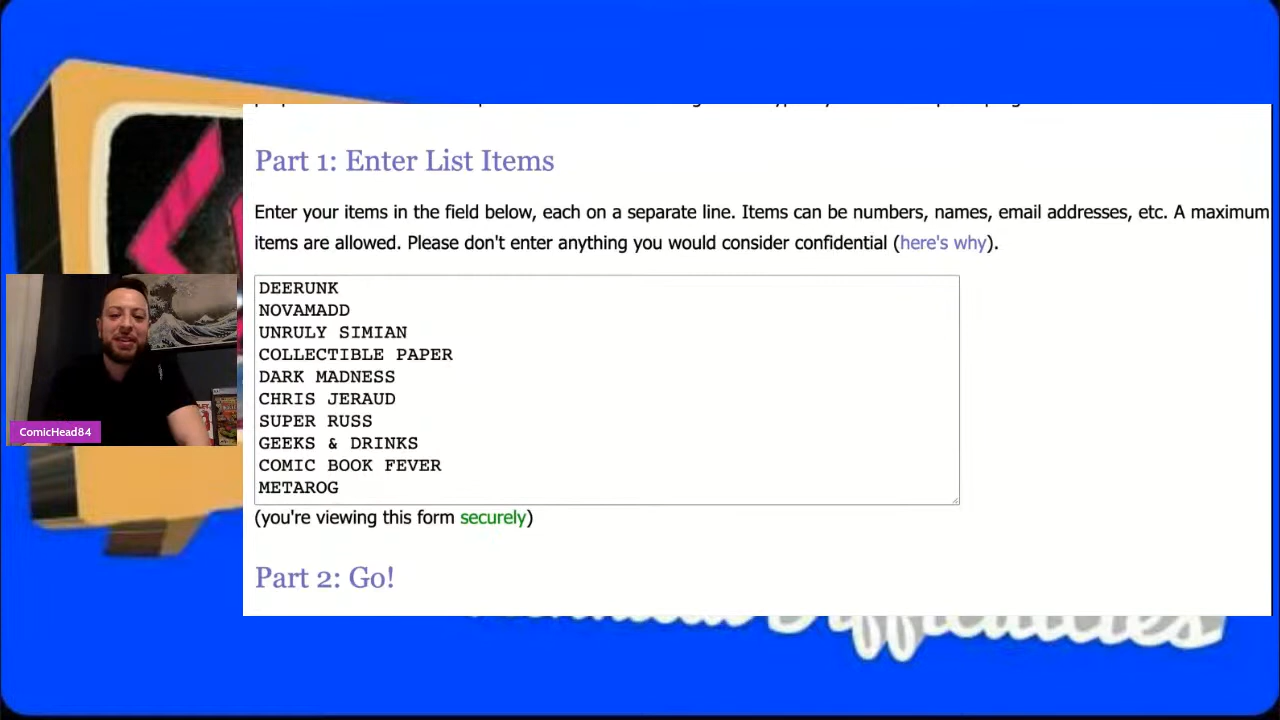 Part 1: Enter List Items
Enter your items in the field below, each on a separate line. Items can be numbers, names, email addresses, etc. A maximum
items are allowed. Please don't enter anything you would consider confidential (here's why).
DEERUNK
NOVAMADD
UNRULY SIMIAN
COLLECTIBLE PAPER
DARK MADNESS
CHRIS JERAUD
SUPER RUSS
GEEKS & DRINKS
COMIC BOOK FEVER
METAROG
(you're viewing this form securely)
Part 2: Go!
ComicHead84
Difficulties